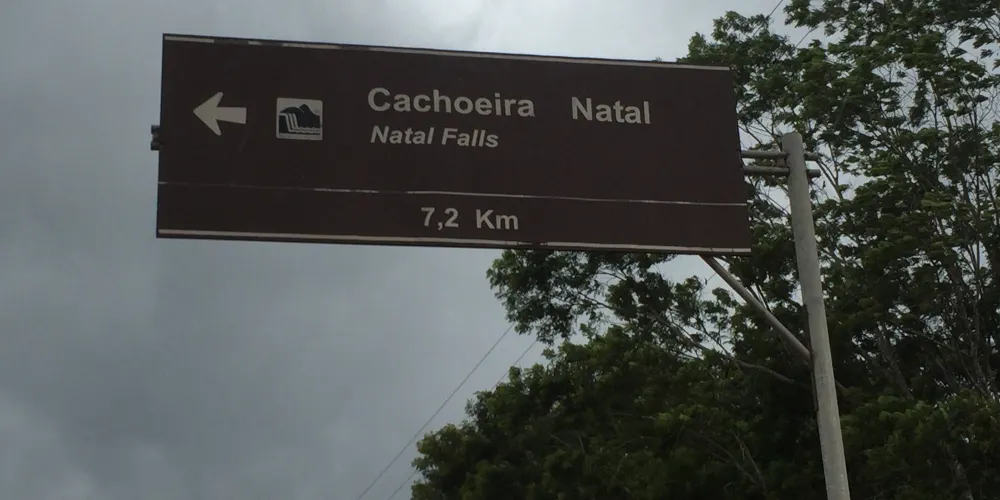 Cachoeira Natal
Natal Falls
7,2 Km